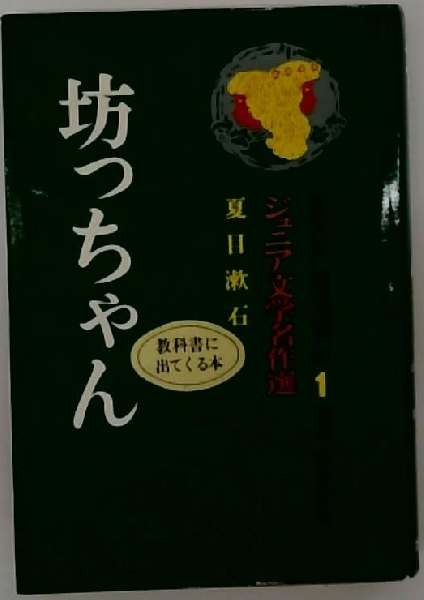 ジュニア文学名作選
1
夏目漱石
坊っちゃん
教科書に
出てくる本